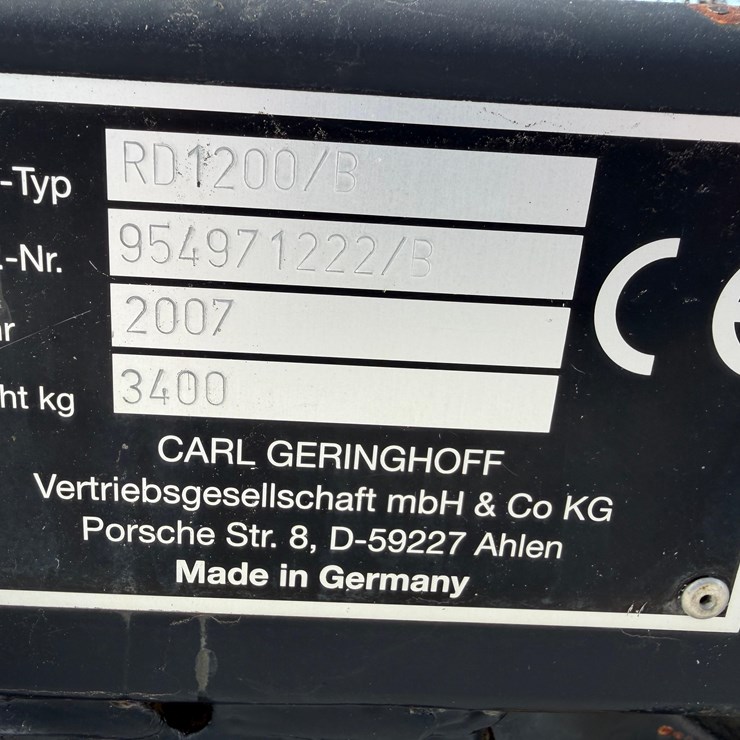 -Typ RD1200/B
.-Nr. 954971222/B
r 2007
ht kg 3400
CE
CARL GERINGHOFF
Vertriebsgesellschaft mbH & Co KG
Porsche Str. 8, D-59227 Ahlen
Made in Germany